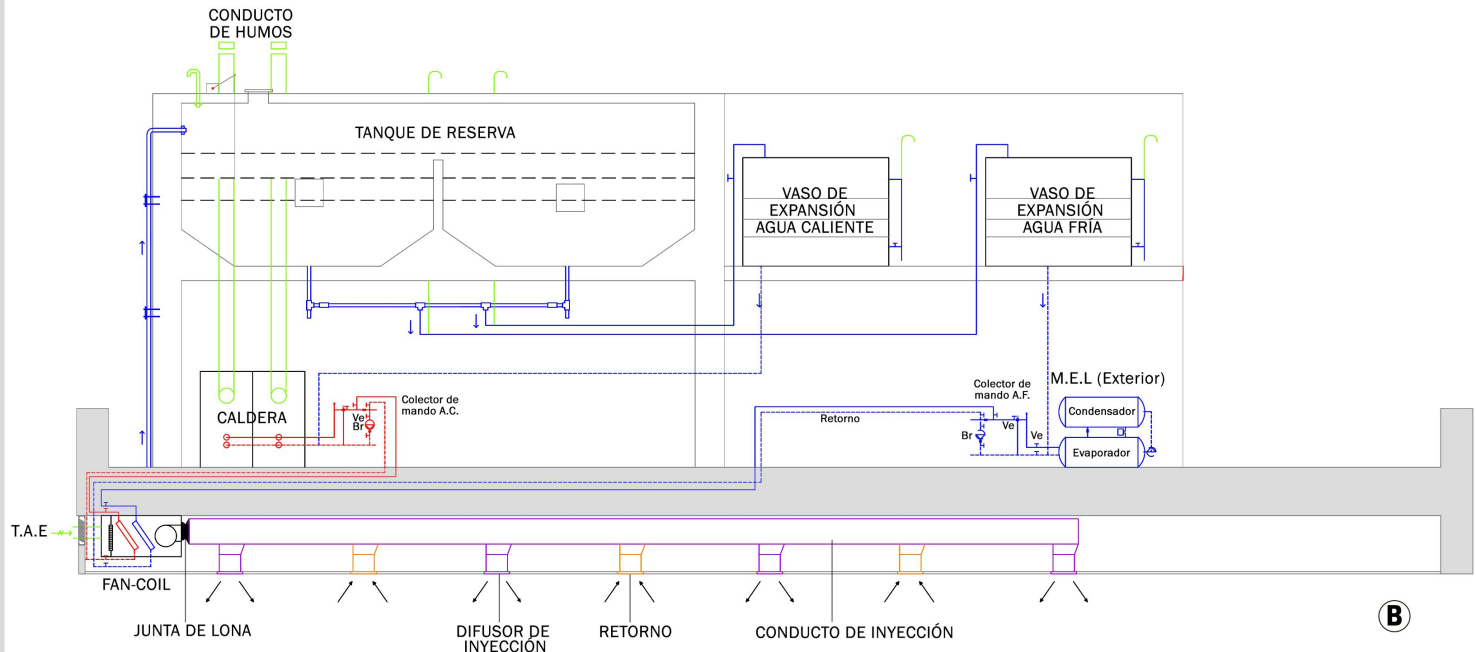 CONDUCTO
DE HUMOS
TANQUE DE RESERVA
VASO DE
EXPANSIÓN
AGUA CALIENTE
VASO DE
EXPANSIÓN
AGUA FRÍA
CALDERA
Colector de
mando A.C.
Ve
Br
Retorno
Colector de
mando A.F.
Br
Ve
Ve
M.E.L (Exterior)
Condensador
Evaporador
T.A.E
FAN-COIL
JUNTA DE LONA
DIFUSOR DE
INYECCIÓN
RETORNO
CONDUCTO DE INYECCIÓN
B